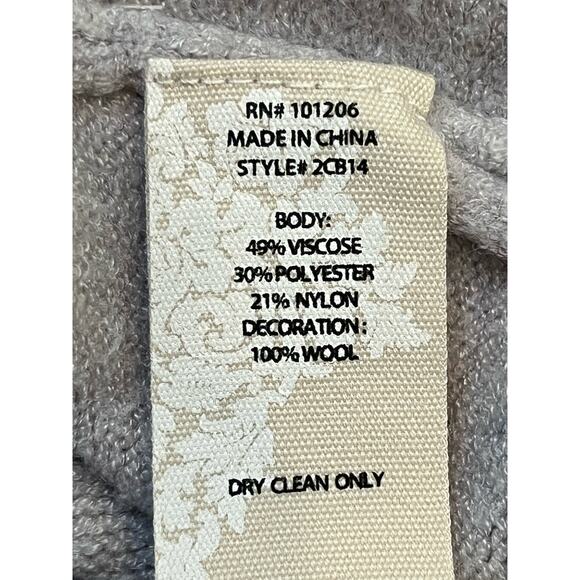 RN# 101206
MADE IN CHINA
STYLE# 2CB14
BODY:
49% VISCOSE
30% POLYESTER
21% NYLON
DECORATION :
100% WOOL
DRY CLEAN ONLY